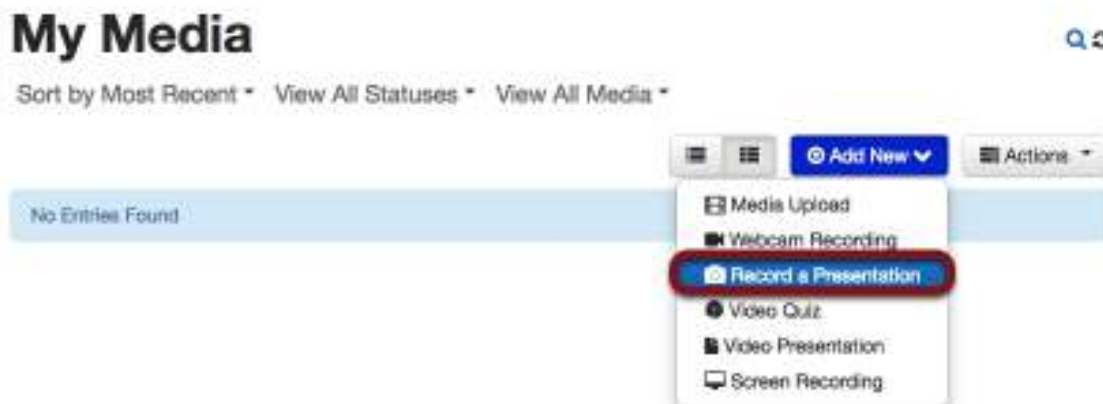 My Media
Sort by Most Recent View All Statuses View All Media
Add New Actions
No Entries Found
Media Upload
Webcam Recording
Record a Presentation
Video Quiz
Video Presentation
Screen Recording